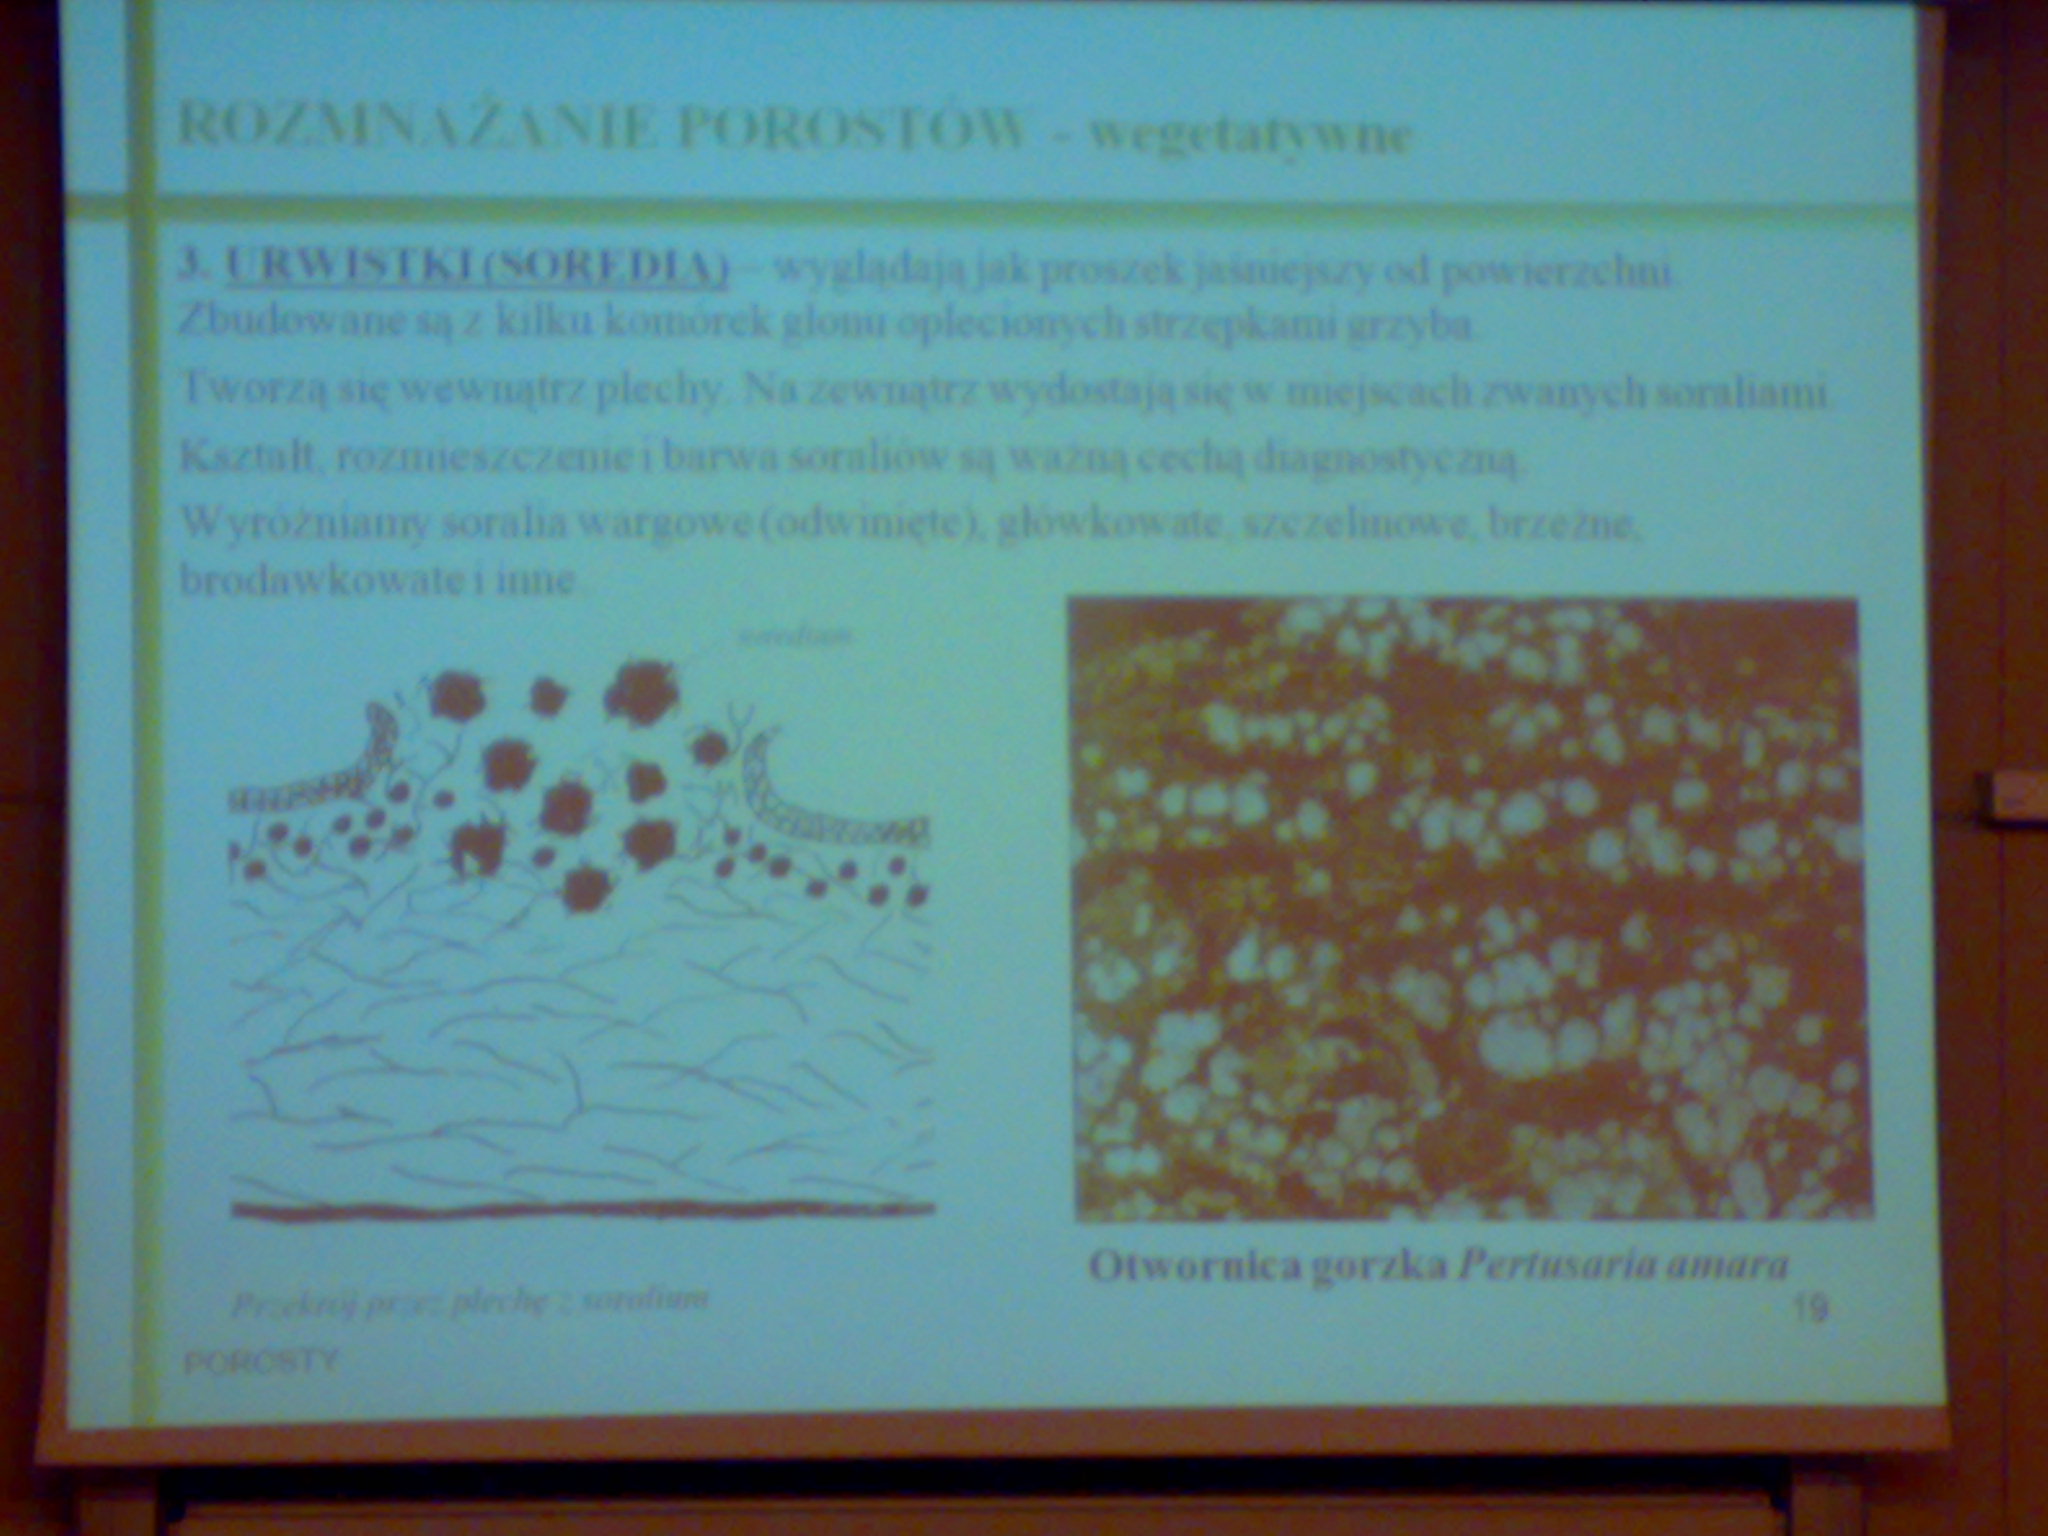 ROZMNAŻANIE POROSTÓW - wegetatywne
3. URWISTKI (SOREDIA) – wyglądają jak proszek jaśniejszy od powierzchni.
Zbudowane są z kilku komórek glonu oplecionych strzępkami grzyba.
Tworzą się wewnątrz plechy. Na zewnątrz wydostają się w miejscach zwanych soraliami.
Kształt, rozmieszczenie i barwa soraliów są ważną cechą diagnostyczną.
Wyróżniamy soralia wargowe (odwinięte), główkowate, szczelinowe, brzeżne,
brodawkowate i inne.
soredium
Otwornica gorzka Pertusaria amara
Przekrój przez plechę z soralium
19
POROSTY